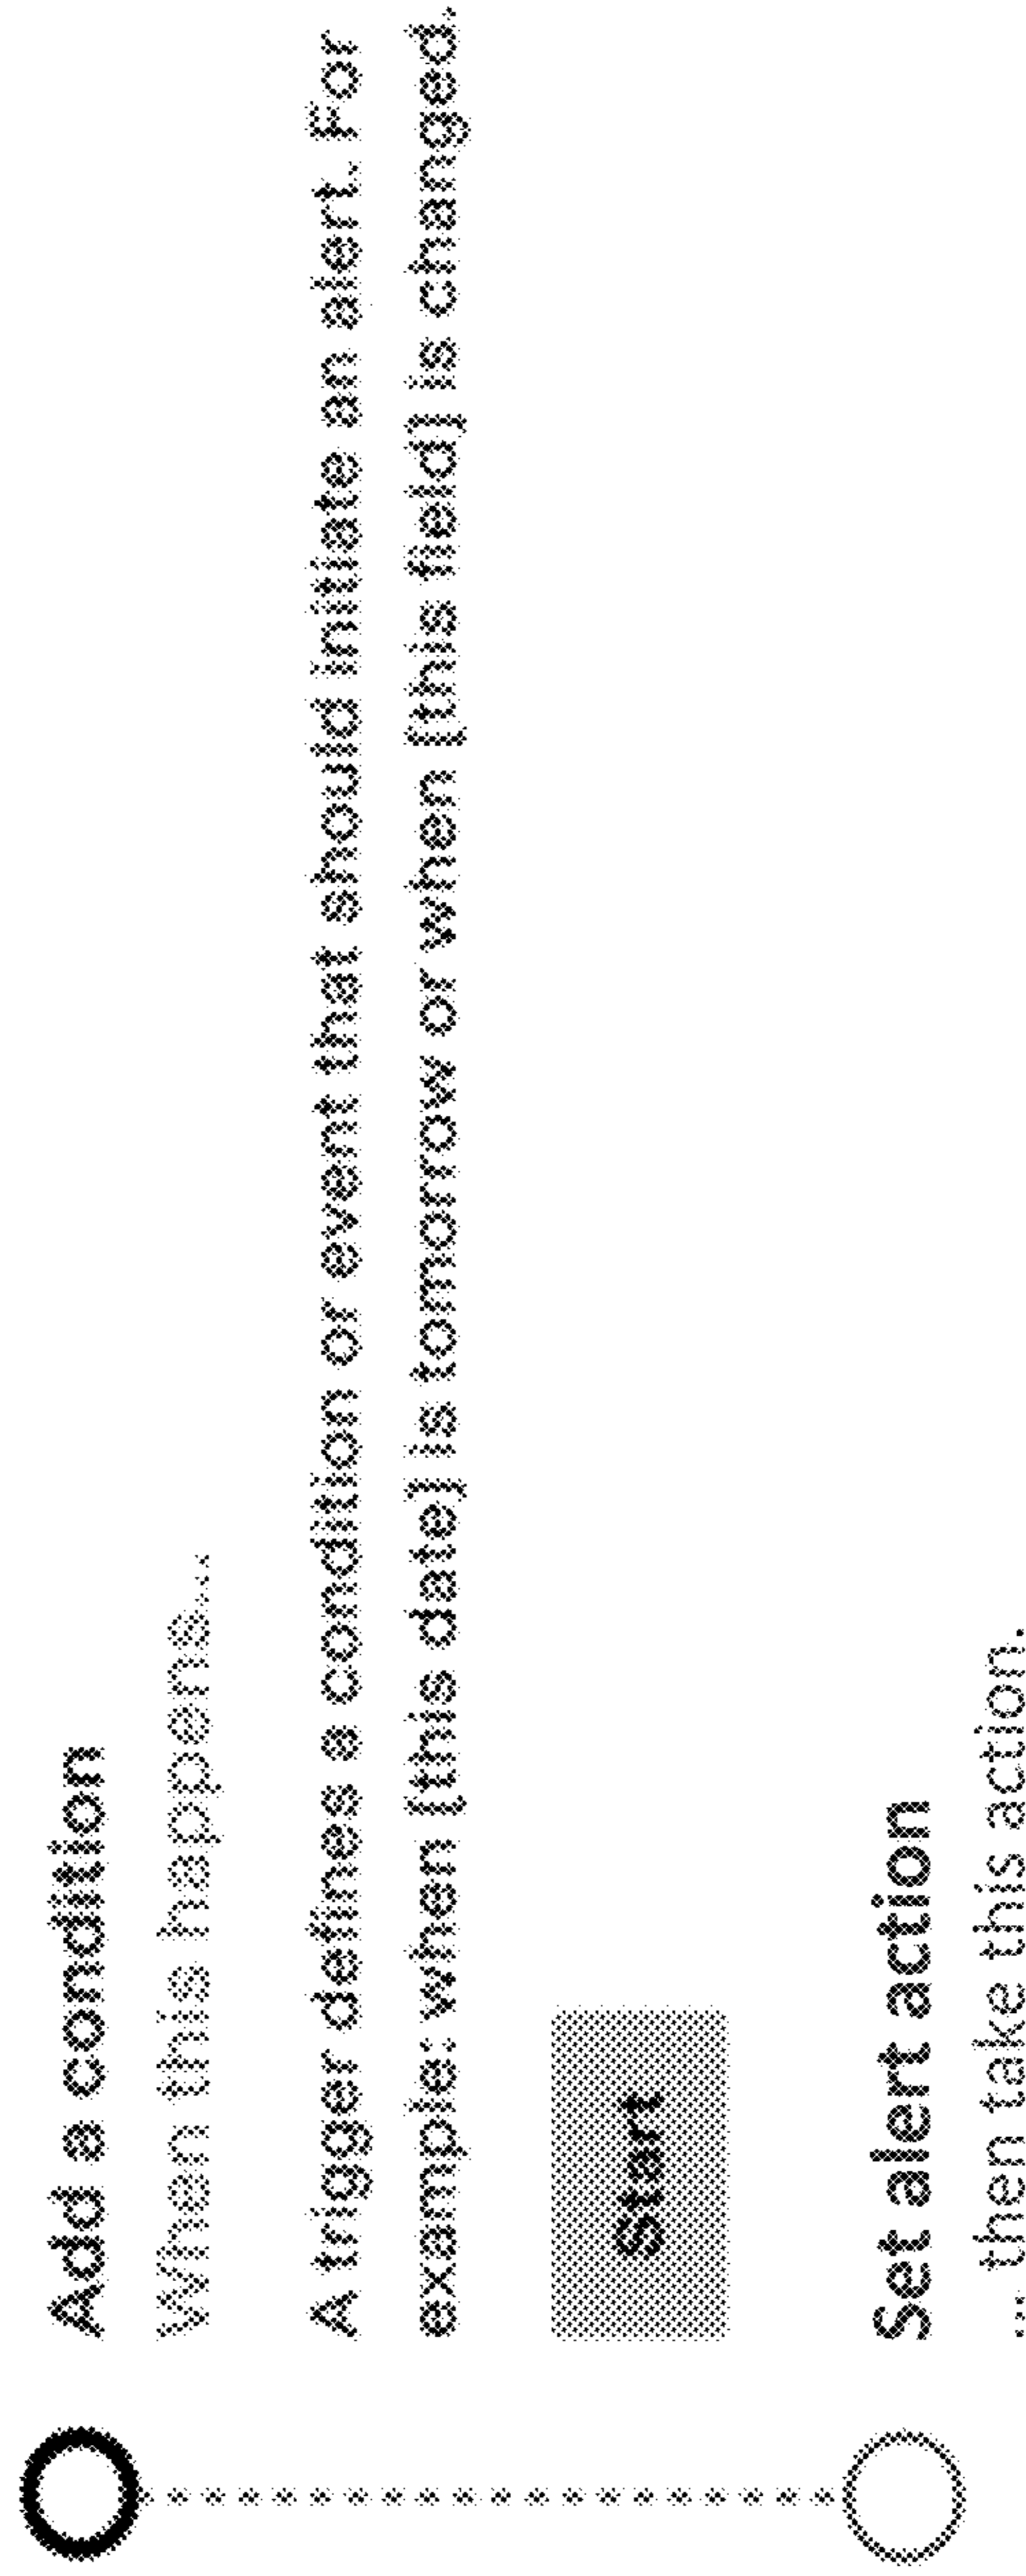 Add a condition
When this happens...
A trigger defines a condition or event that should initiate an alert. For
example: when [this date] is tomorrow or when [this field] is changed.
Start
Set alert action
... then take this action.